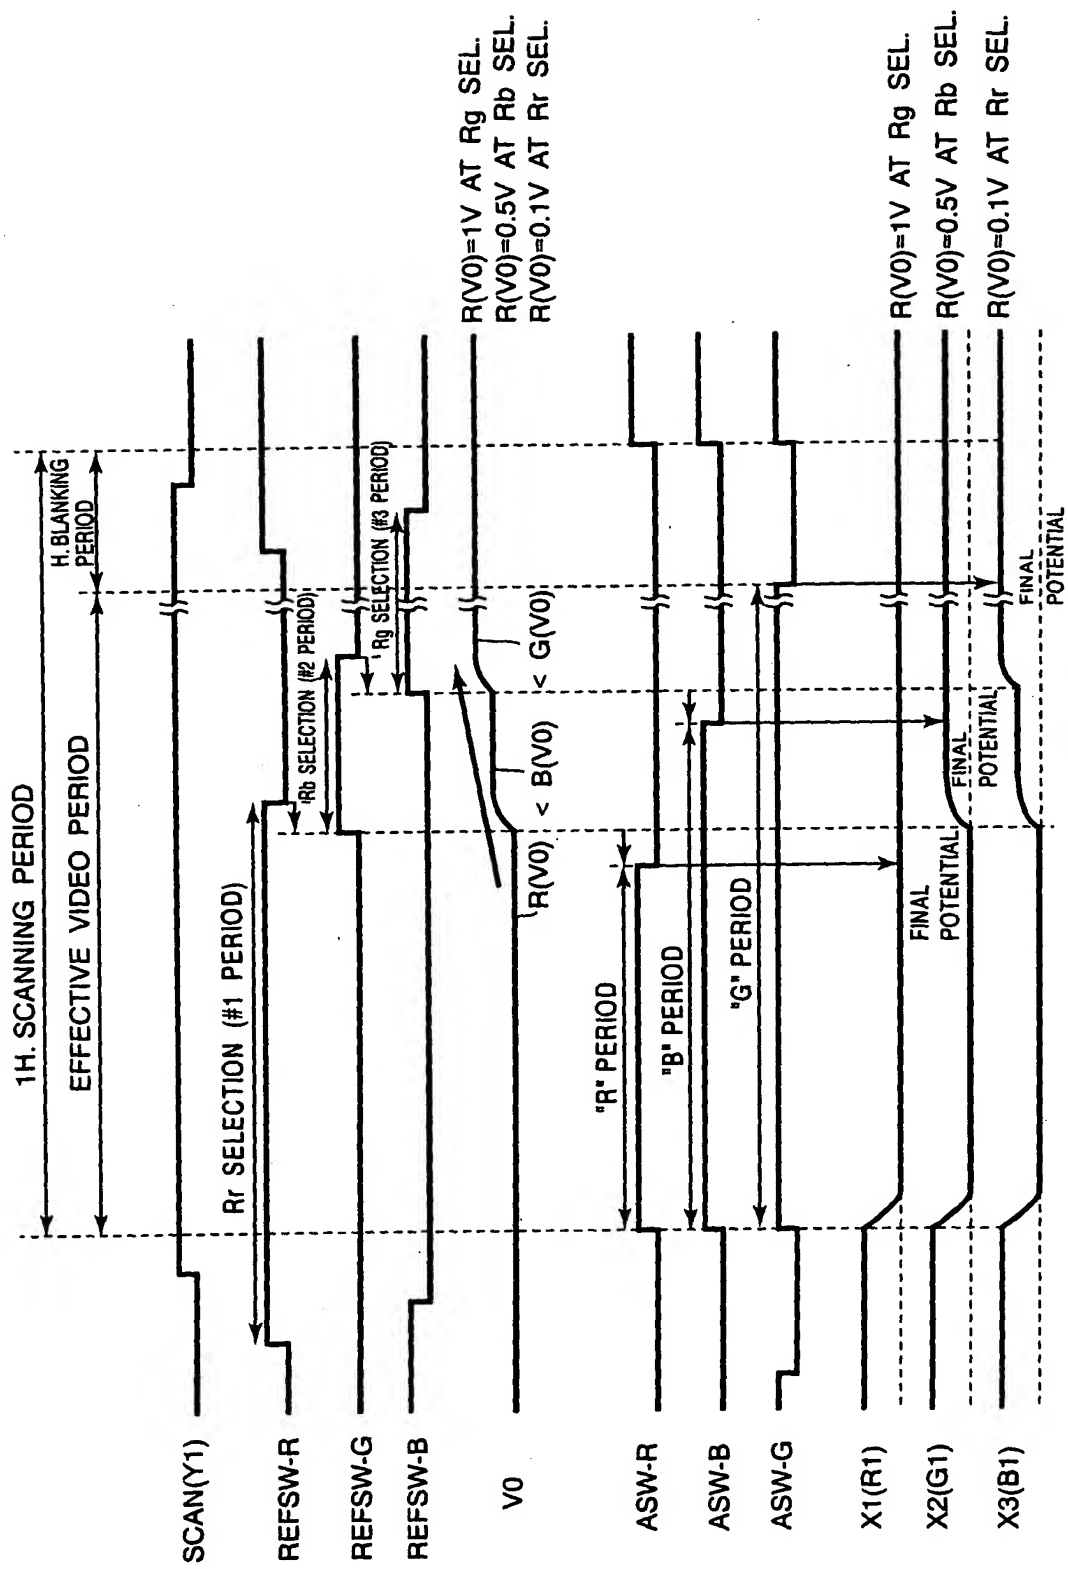 1H. SCANNING PERIOD
EFFECTIVE VIDEO PERIOD
H.BLANKING
PERIOD
SCAN(Y1)
Rr SELECTION (#1 PERIOD)
REFSW-R
'Rb SELECTION (#2 PERIOD)
REFSW-G
'Rg SELECTION (#3 PERIOD)
REFSW-B
R(V0)=1V AT Rg SEL.
R(V0)=0.5V AT Rb SEL.
R(V0)=0.1V AT Rr SEL.
V0
R(V0) < B(V0) < G(V0)
"R" PERIOD
ASW-R
"B" PERIOD
ASW-B
"G" PERIOD
ASW-G
X1(R1)
R(V0)=1V AT Rg SEL.
FINAL
POTENTIAL
X2(G1)
R(V0)=0.5V AT Rb SEL.
FINAL
POTENTIAL
X3(B1)
R(V0)=0.1V AT Rr SEL.
FINAL
POTENTIAL